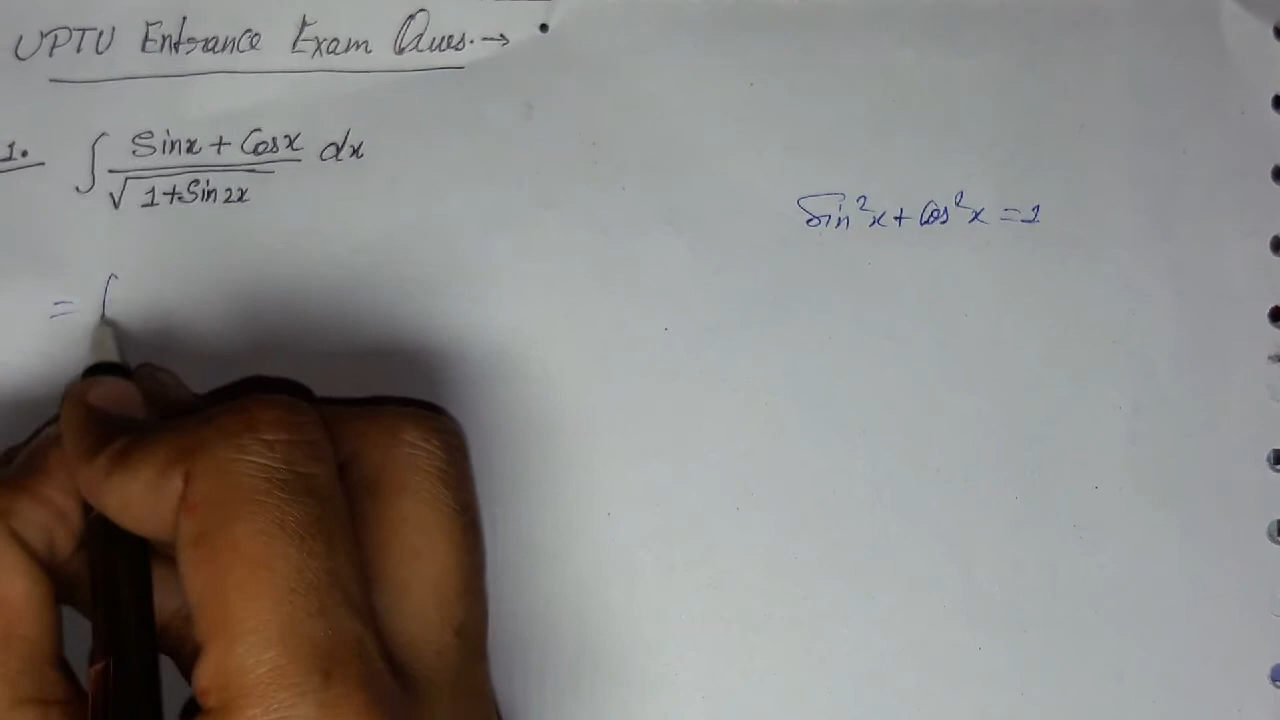 UPTU Entrance Exam Ques. → •
1. ∫ Sinx + Cosx / √1+Sin2x dx
Sin²x + Cos²x = 1
= ∫